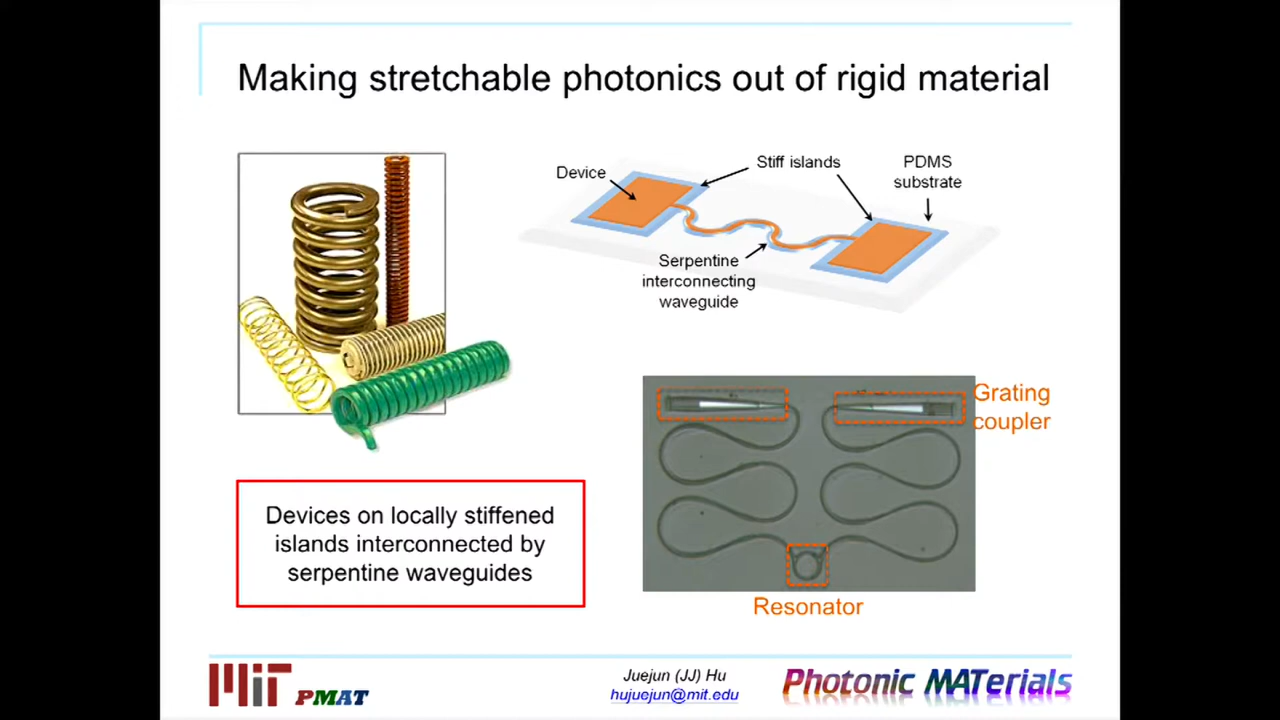 Making stretchable photonics out of rigid material
Device
Stiff islands
PDMS
substrate
Serpentine
interconnecting
waveguide
Grating
coupler
Resonator
Devices on locally stiffened
islands interconnected by
serpentine waveguides
MIT PMAT
Juejun (JJ) Hu
hujuejun@mit.edu
Photonic MATerials